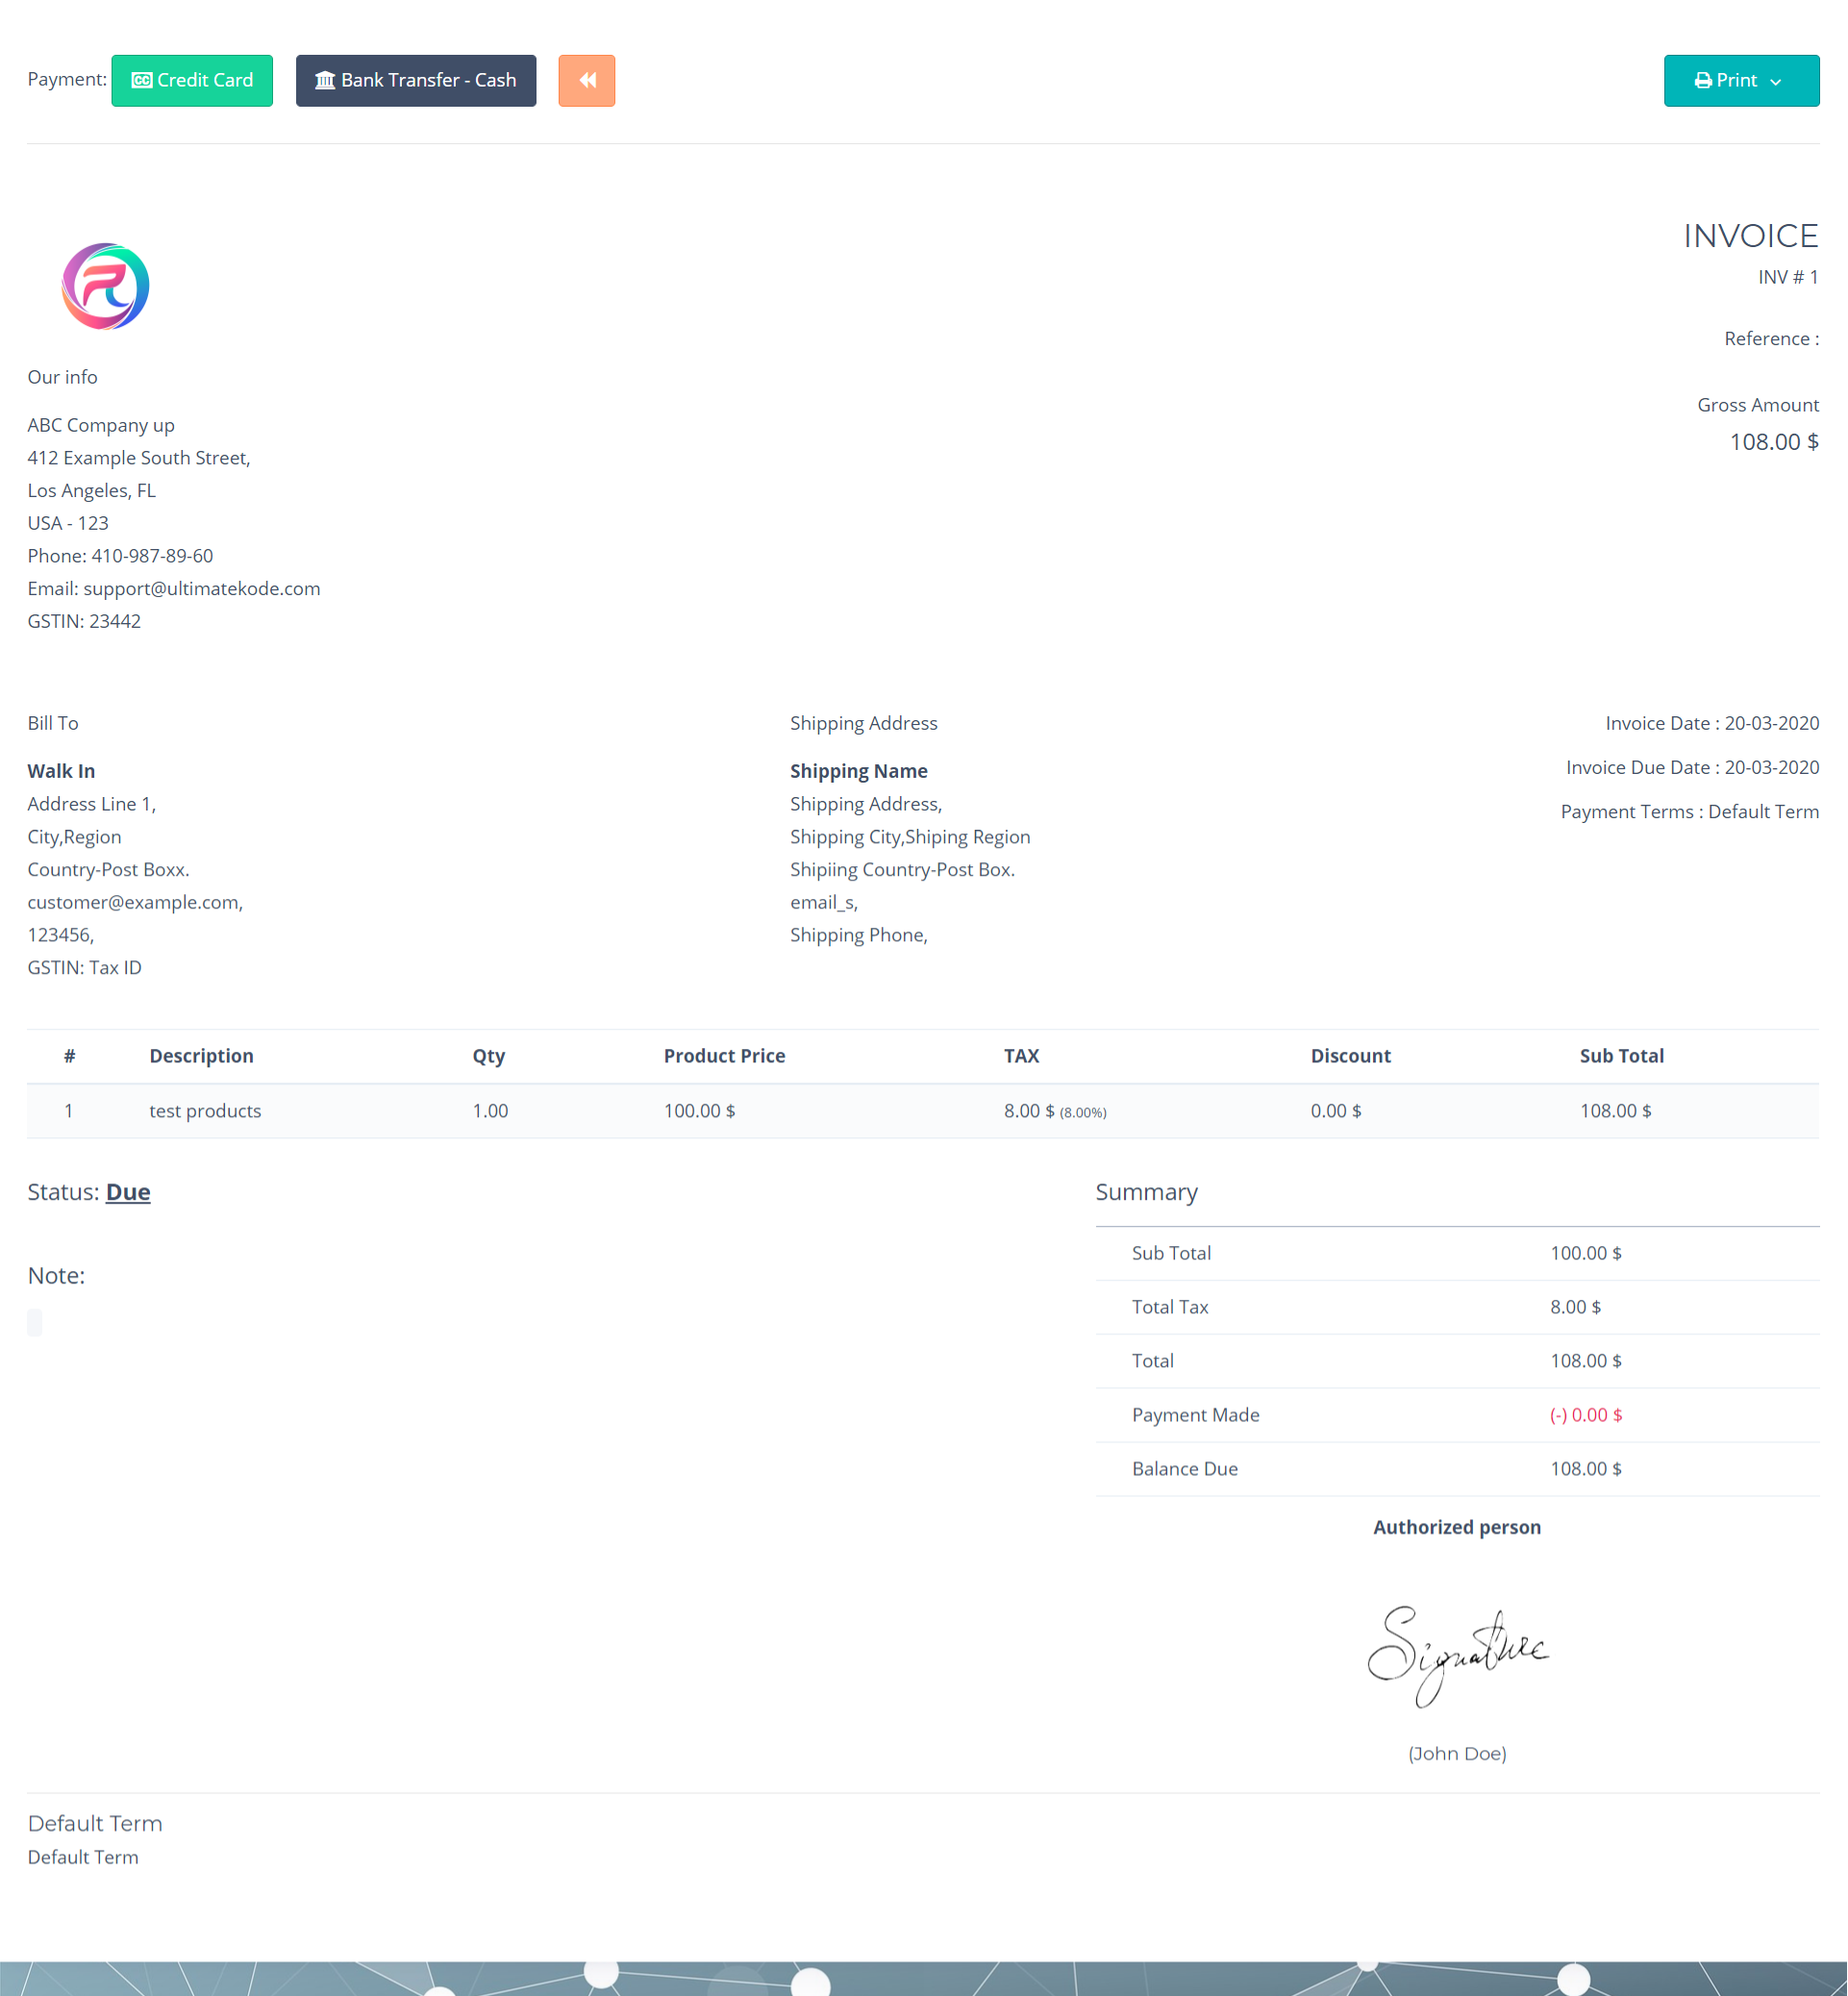 Payment: Credit Card Bank Transfer - Cash Print
INVOICE
INV # 1
Reference :
Gross Amount
108.00 $
Our info
ABC Company up
412 Example South Street,
Los Angeles, FL
USA - 123
Phone: 410-987-89-60
Email: support@ultimatekode.com
GSTIN: 23442
Bill To
Walk In
Address Line 1,
City,Region
Country-Post Boxx.
customer@example.com,
123456,
GSTIN: Tax ID
Shipping Address
Shipping Name
Shipping Address,
Shipping City,Shiping Region
Shipiing Country-Post Box.
email_s,
Shipping Phone,
Invoice Date : 20-03-2020
Invoice Due Date : 20-03-2020
Payment Terms : Default Term
# Description Qty Product Price TAX Discount Sub Total
1 test products 1.00 100.00 $ 8.00 $ (8.00%) 0.00 $ 108.00 $
Status: Due
Note:
Summary
Sub Total 100.00 $
Total Tax 8.00 $
Total 108.00 $
Payment Made (-) 0.00 $
Balance Due 108.00 $
Authorized person
Signature
(John Doe)
Default Term
Default Term